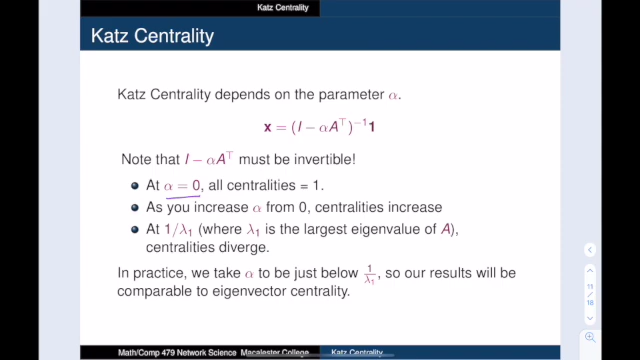 Katz Centrality
Katz Centrality
Katz Centrality depends on the parameter α.
x = (I − αA⊤)−1 1
Note that I − αA⊤ must be invertible!
At α = 0, all centralities = 1.
As you increase α from 0, centralities increase
At 1/λ1 (where λ1 is the largest eigenvalue of A),
centralities diverge.
In practice, we take α to be just below 1/λ1, so our results will be
comparable to eigenvector centrality.
Math/Comp 479 Network Science Macalester College Katz Centrality
11
/
18